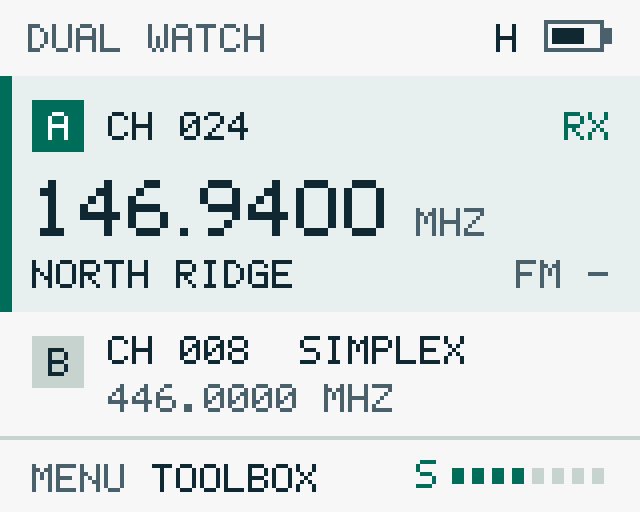 DUAL WATCH H
A CH 024 RX
146.9400 MHZ
NORTH RIDGE FM –
B CH 008 SIMPLEX
446.0000 MHZ
MENU TOOLBOX S